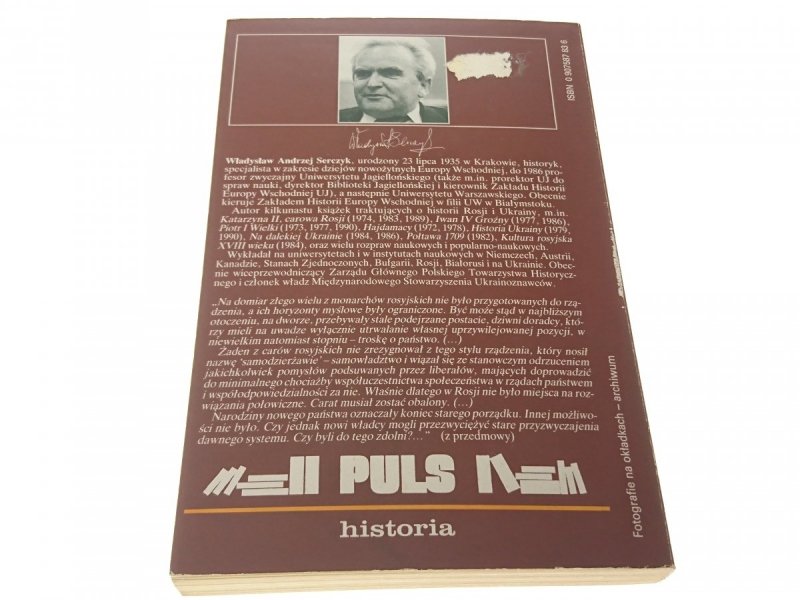 ISBN 0 907587 83 6
Władysław Andrzej Serczyk, urodzony 23 lipca 1935 w Krakowie, historyk,
specjalista w zakresie dziejów nowożytnych Europy Wschodniej, do 1986 pro-
fesor zwyczajny Uniwersytetu Jagiellońskiego (także m.in. prorektor UJ do
spraw nauki, dyrektor Biblioteki Jagiellońskiej i kierownik Zakładu Historii
Europy Wschodniej UJ), a następnie Uniwersytetu Warszawskiego. Obecnie
kieruje Zakładem Historii Europy Wschodniej w filii UW w Białymstoku.
Autor kilkunastu książek traktujących o historii Rosji i Ukrainy, m.in.
Katarzyna II, carowa Rosji (1974, 1983, 1989), Iwan IV Groźny (1977, 1986),
Piotr I Wielki (1973, 1977, 1990), Hajdamacy (1972, 1978), Historia Ukrainy (1979,
1990), Na dalekiej Ukrainie (1984, 1986), Połtawa 1709 (1982), Kultura rosyjska
XVIII wieku (1984), oraz wielu rozpraw naukowych i popularno-naukowych.
Wykładał na uniwersytetach i w instytutach naukowych w Niemczech, Austrii,
Kanadzie, Stanach Zjednoczonych, Bułgarii, Rosji, Białorusi i na Ukrainie. Obec-
nie wiceprzewodniczący Zarządu Głównego Polskiego Towarzystwa Historycz-
nego i członek władz Międzynarodowego Stowarzyszenia Ukrainoznawców.
„Na domiar złego wielu z monarchów rosyjskich nie było przygotowanych do rzą-
dzenia, a ich horyzonty myślowe były ograniczone. Być może stąd w najbliższym
otoczeniu, na dworze, przebywały stale podejrzane postacie, dziwni doradcy, któ-
rzy mieli na uwadze wyłącznie utrwalanie własnej uprzywilejowanej pozycji, w
niewielkim natomiast stopniu – troskę o państwo. (...)
Żaden z carów rosyjskich nie zrezygnował z tego stylu rządzenia, który nosił
nazwę 'samodzierżawie' – samowładztwo i wiązał się ze stanowczym odrzuceniem
jakichkolwiek pomysłów podsuwanych przez liberałów, mających doprowadzić
do minimalnego chociażby współuczestnictwa społeczeństwa w rządach państwem
i współodpowiedzialności za nie. Właśnie dlatego w Rosji nie było miejsca na roz-
wiązania połowiczne. Carat musiał zostać obalony. (...)
Narodziny nowego państwa oznaczały koniec starego porządku. Innej możliwo-
ści nie było. Czy jednak nowi władcy mogli przezwyciężyć stare przyzwyczajenia
dawnego systemu. Czy byli do tego zdolni?..." (z przedmowy)
PULS
historia
Fotografie na okładkach – archiwum